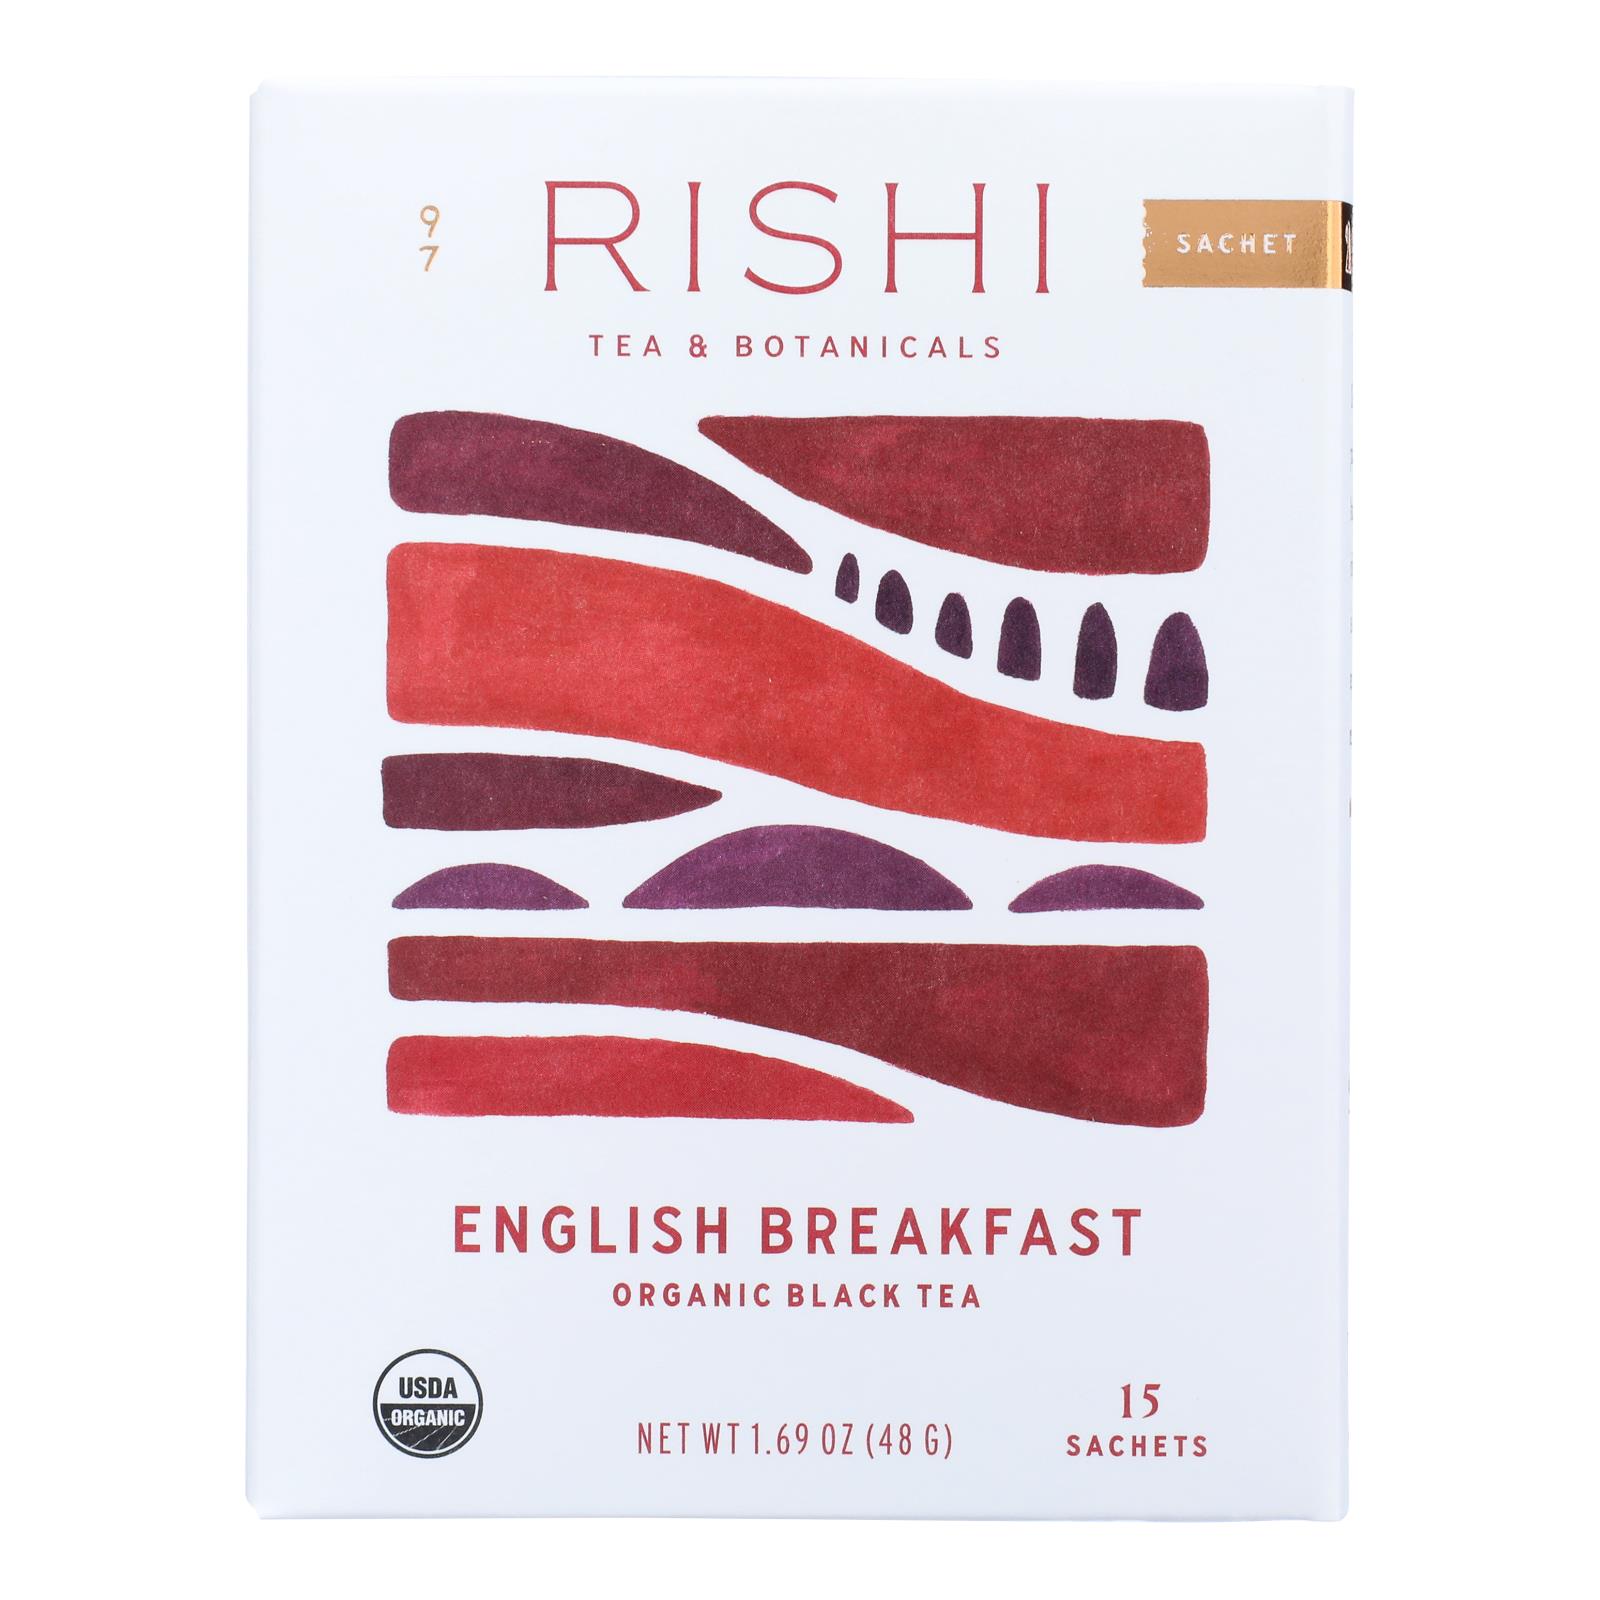 9
7
RISHI
SACHET
TEA & BOTANICALS
ENGLISH BREAKFAST
ORGANIC BLACK TEA
USDA
ORGANIC
NET WT 1.69 OZ (48 G)
15
SACHETS